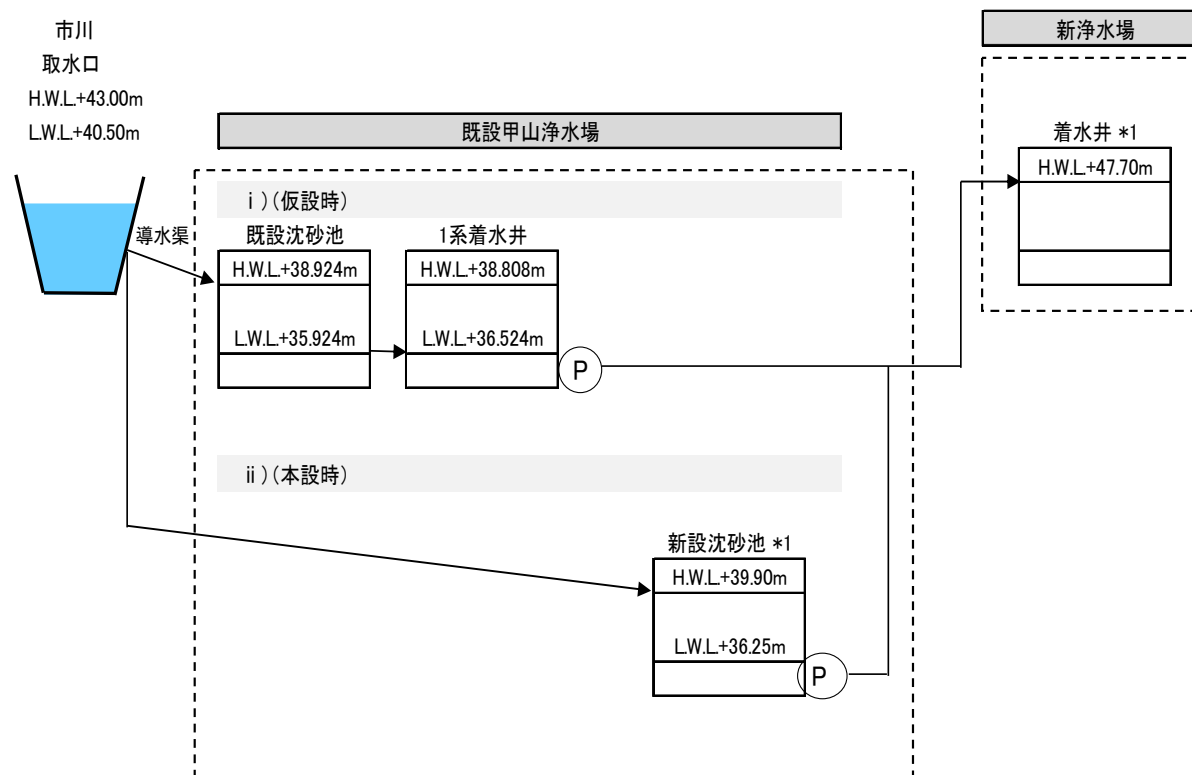 市川
取水口
H.W.L.+43.00m
L.W.L.+40.50m
導水渠
既設甲山浄水場
ⅰ)(仮設時)
既設沈砂池
H.W.L.+38.924m
L.W.L.+35.924m
1系着水井
H.W.L.+38.808m
L.W.L.+36.524m
P
ⅱ)(本設時)
新設沈砂池 *1
H.W.L.+39.90m
L.W.L.+36.25m
P
新浄水場
着水井 *1
H.W.L.+47.70m